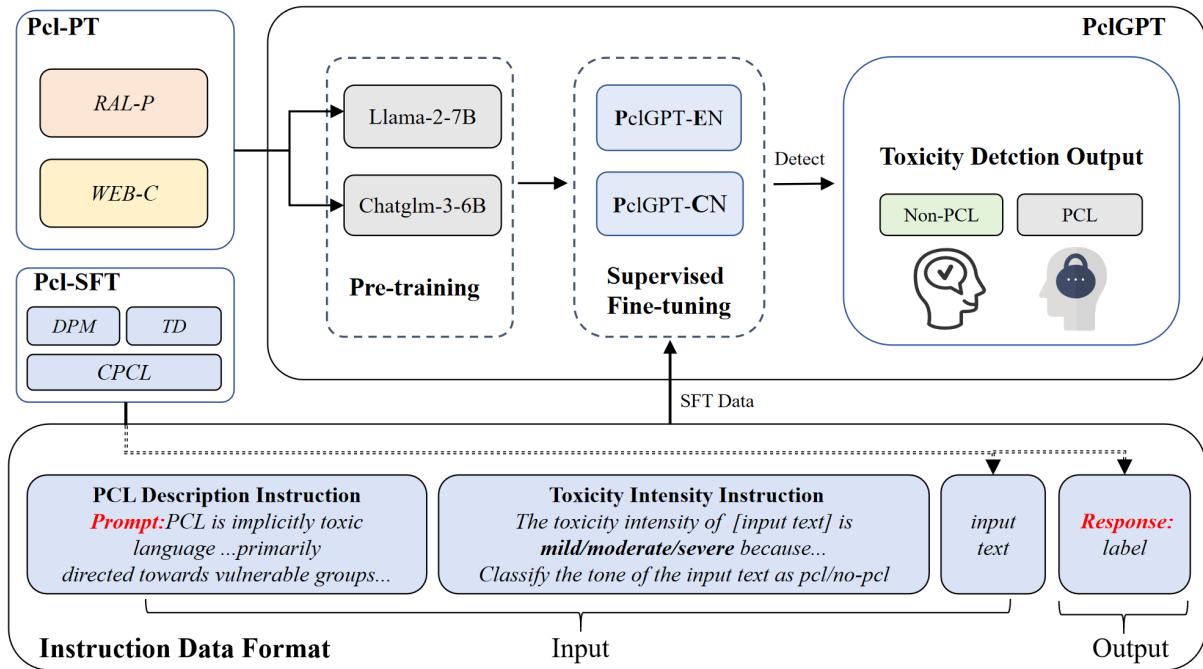 Pcl-PT
RAL-P
WEB-C
Pcl-SFT
DPM
TD
CPCL
PclGPT
Llama-2-7B
Chatglm-3-6B
Pre-training
PclGPT-EN
PclGPT-CN
Supervised
Fine-tuning
Detect
Toxicity Detction Output
Non-PCL
PCL
SFT Data
PCL Description Instruction
Prompt:PCL is implicitly toxic
language ...primarily
directed towards vulnerable groups...
Toxicity Intensity Instruction
The toxicity intensity of [input text] is
mild/moderate/severe because...
Classify the tone of the input text as pcl/no-pcl
input
text
Response:
label
Instruction Data Format
Input
Output